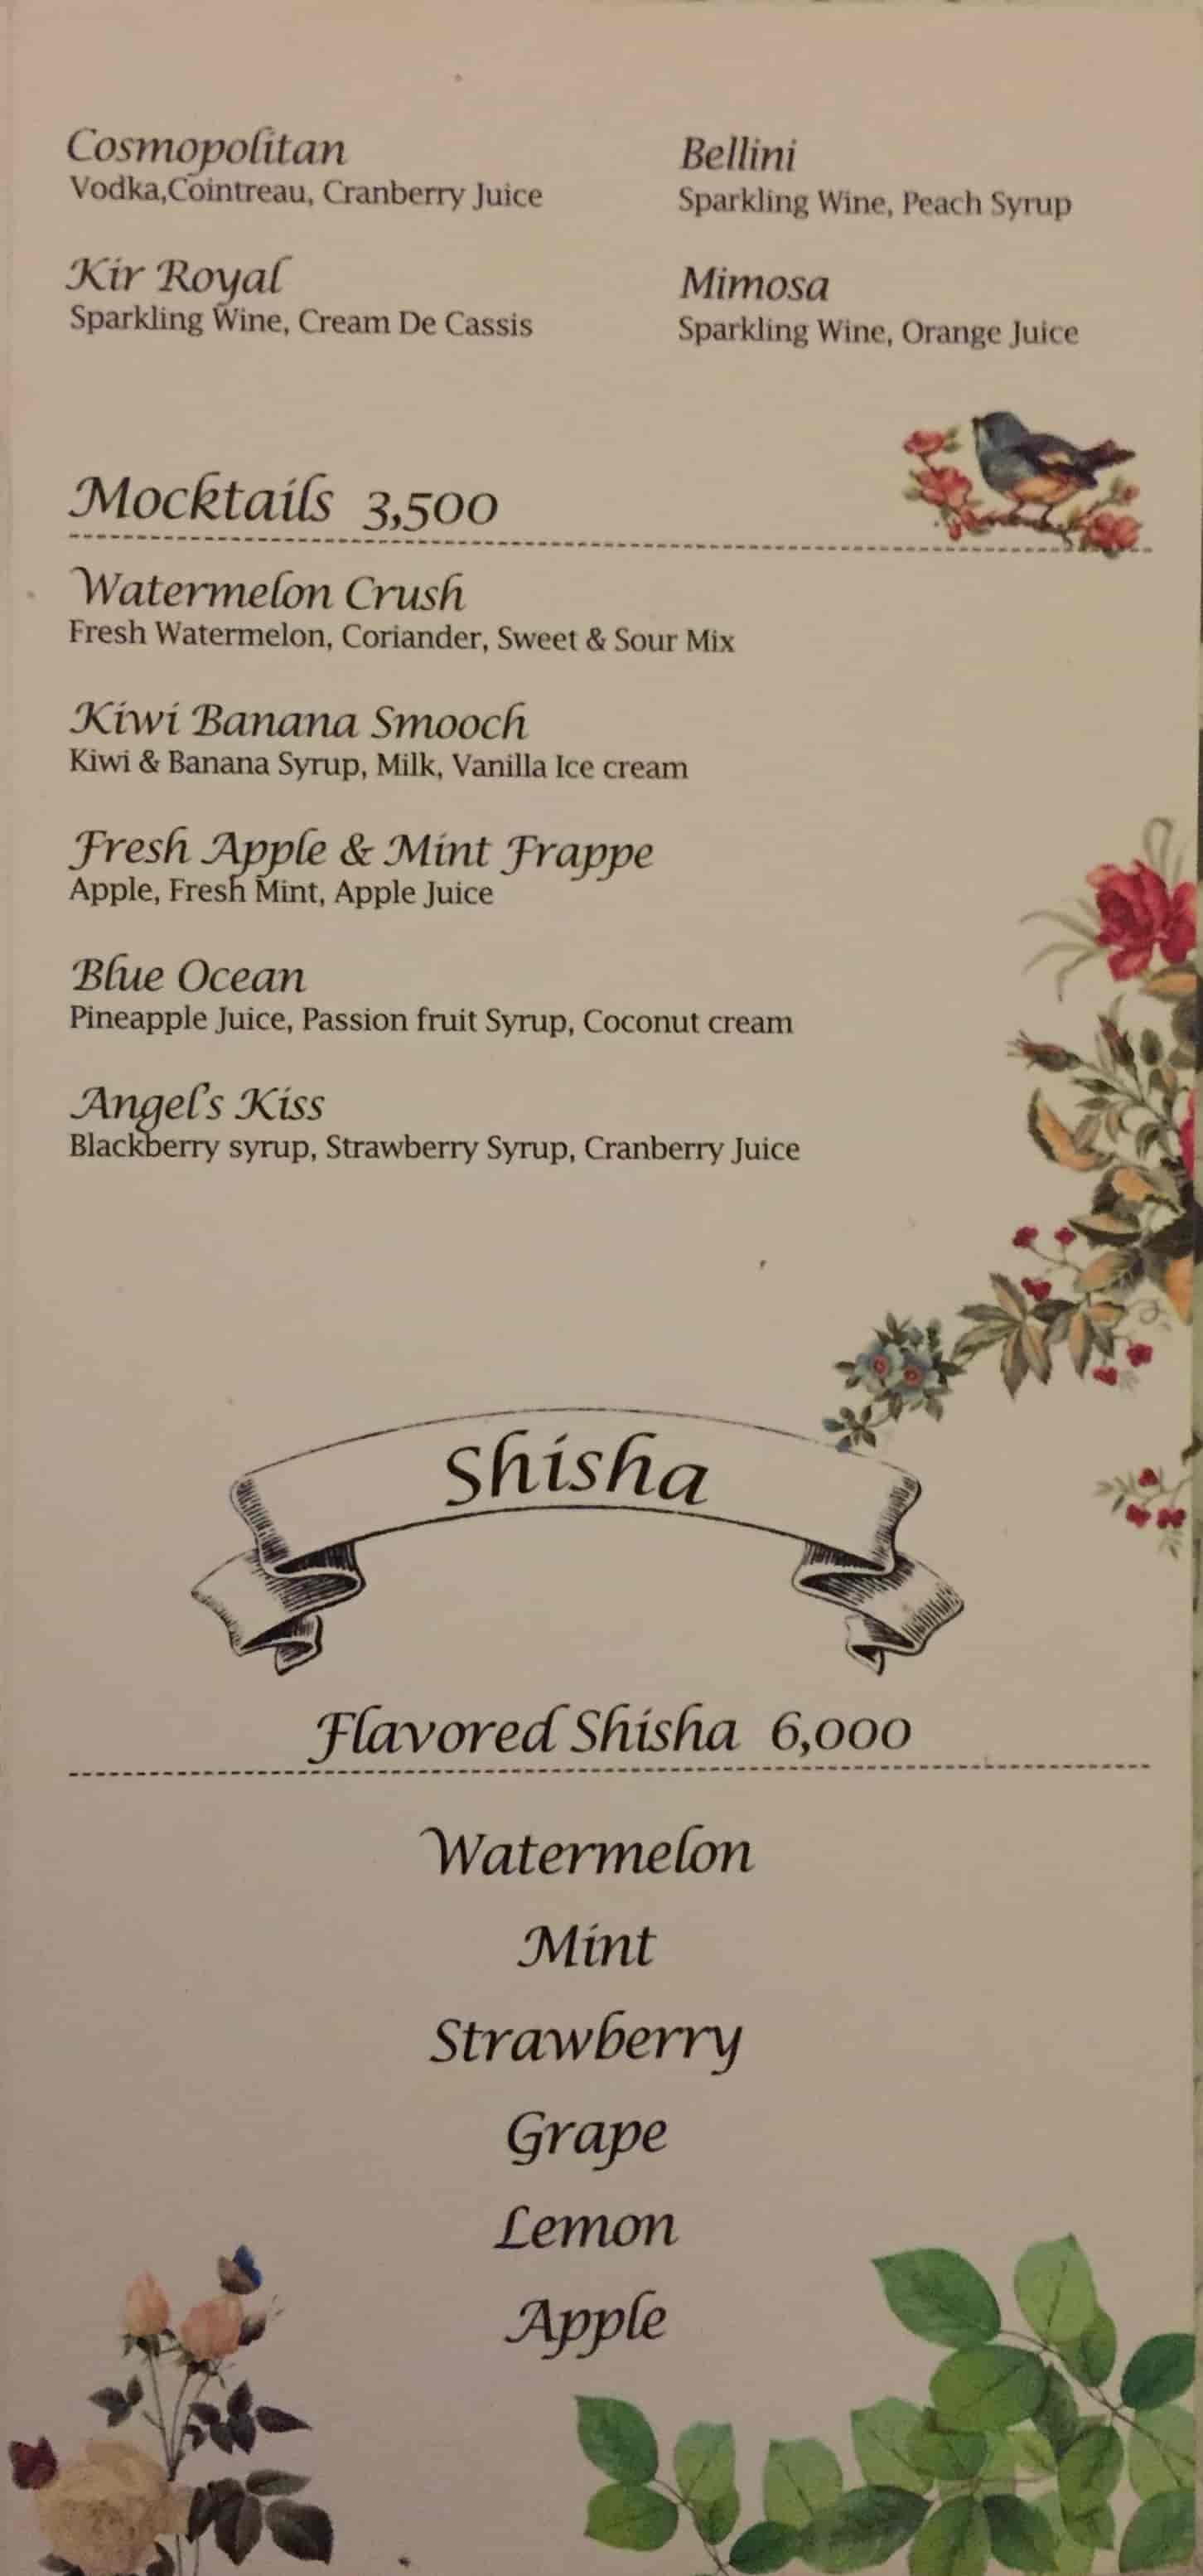 Cosmopolitan
Vodka,Cointreau, Cranberry Juice
Kir Royal
Sparkling Wine, Cream De Cassis
Bellini
Sparkling Wine, Peach Syrup
Mimosa
Sparkling Wine, Orange Juice
Mocktails 3,500
Watermelon Crush
Fresh Watermelon, Coriander, Sweet & Sour Mix
Kiwi Banana Smooch
Kiwi & Banana Syrup, Milk, Vanilla Ice cream
Fresh Apple & Mint Frappe
Apple, Fresh Mint, Apple Juice
Blue Ocean
Pineapple Juice, Passion fruit Syrup, Coconut cream
Angel's Kiss
Blackberry syrup, Strawberry Syrup, Cranberry Juice
Shisha
Flavored Shisha 6,000
Watermelon
Mint
Strawberry
Grape
Lemon
Apple